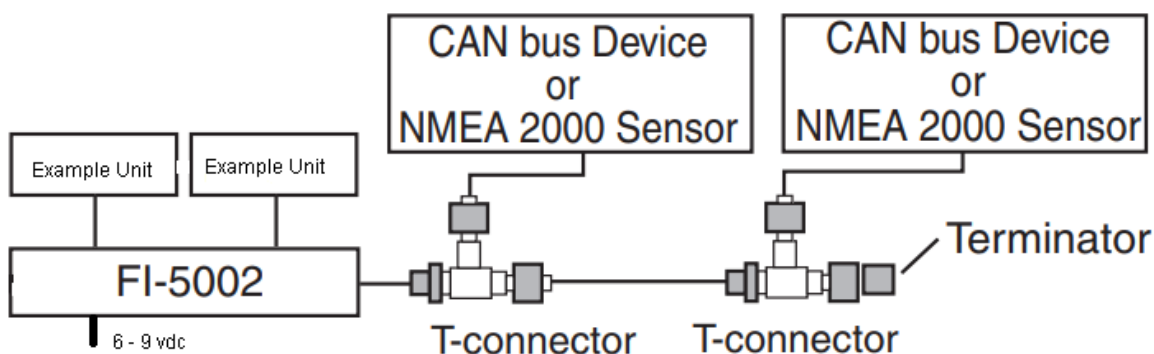 CAN bus Device
or
NMEA 2000 Sensor
CAN bus Device
or
NMEA 2000 Sensor
Example Unit
Example Unit
FI-5002
Terminator
6 - 9 vdc
T-connector
T-connector